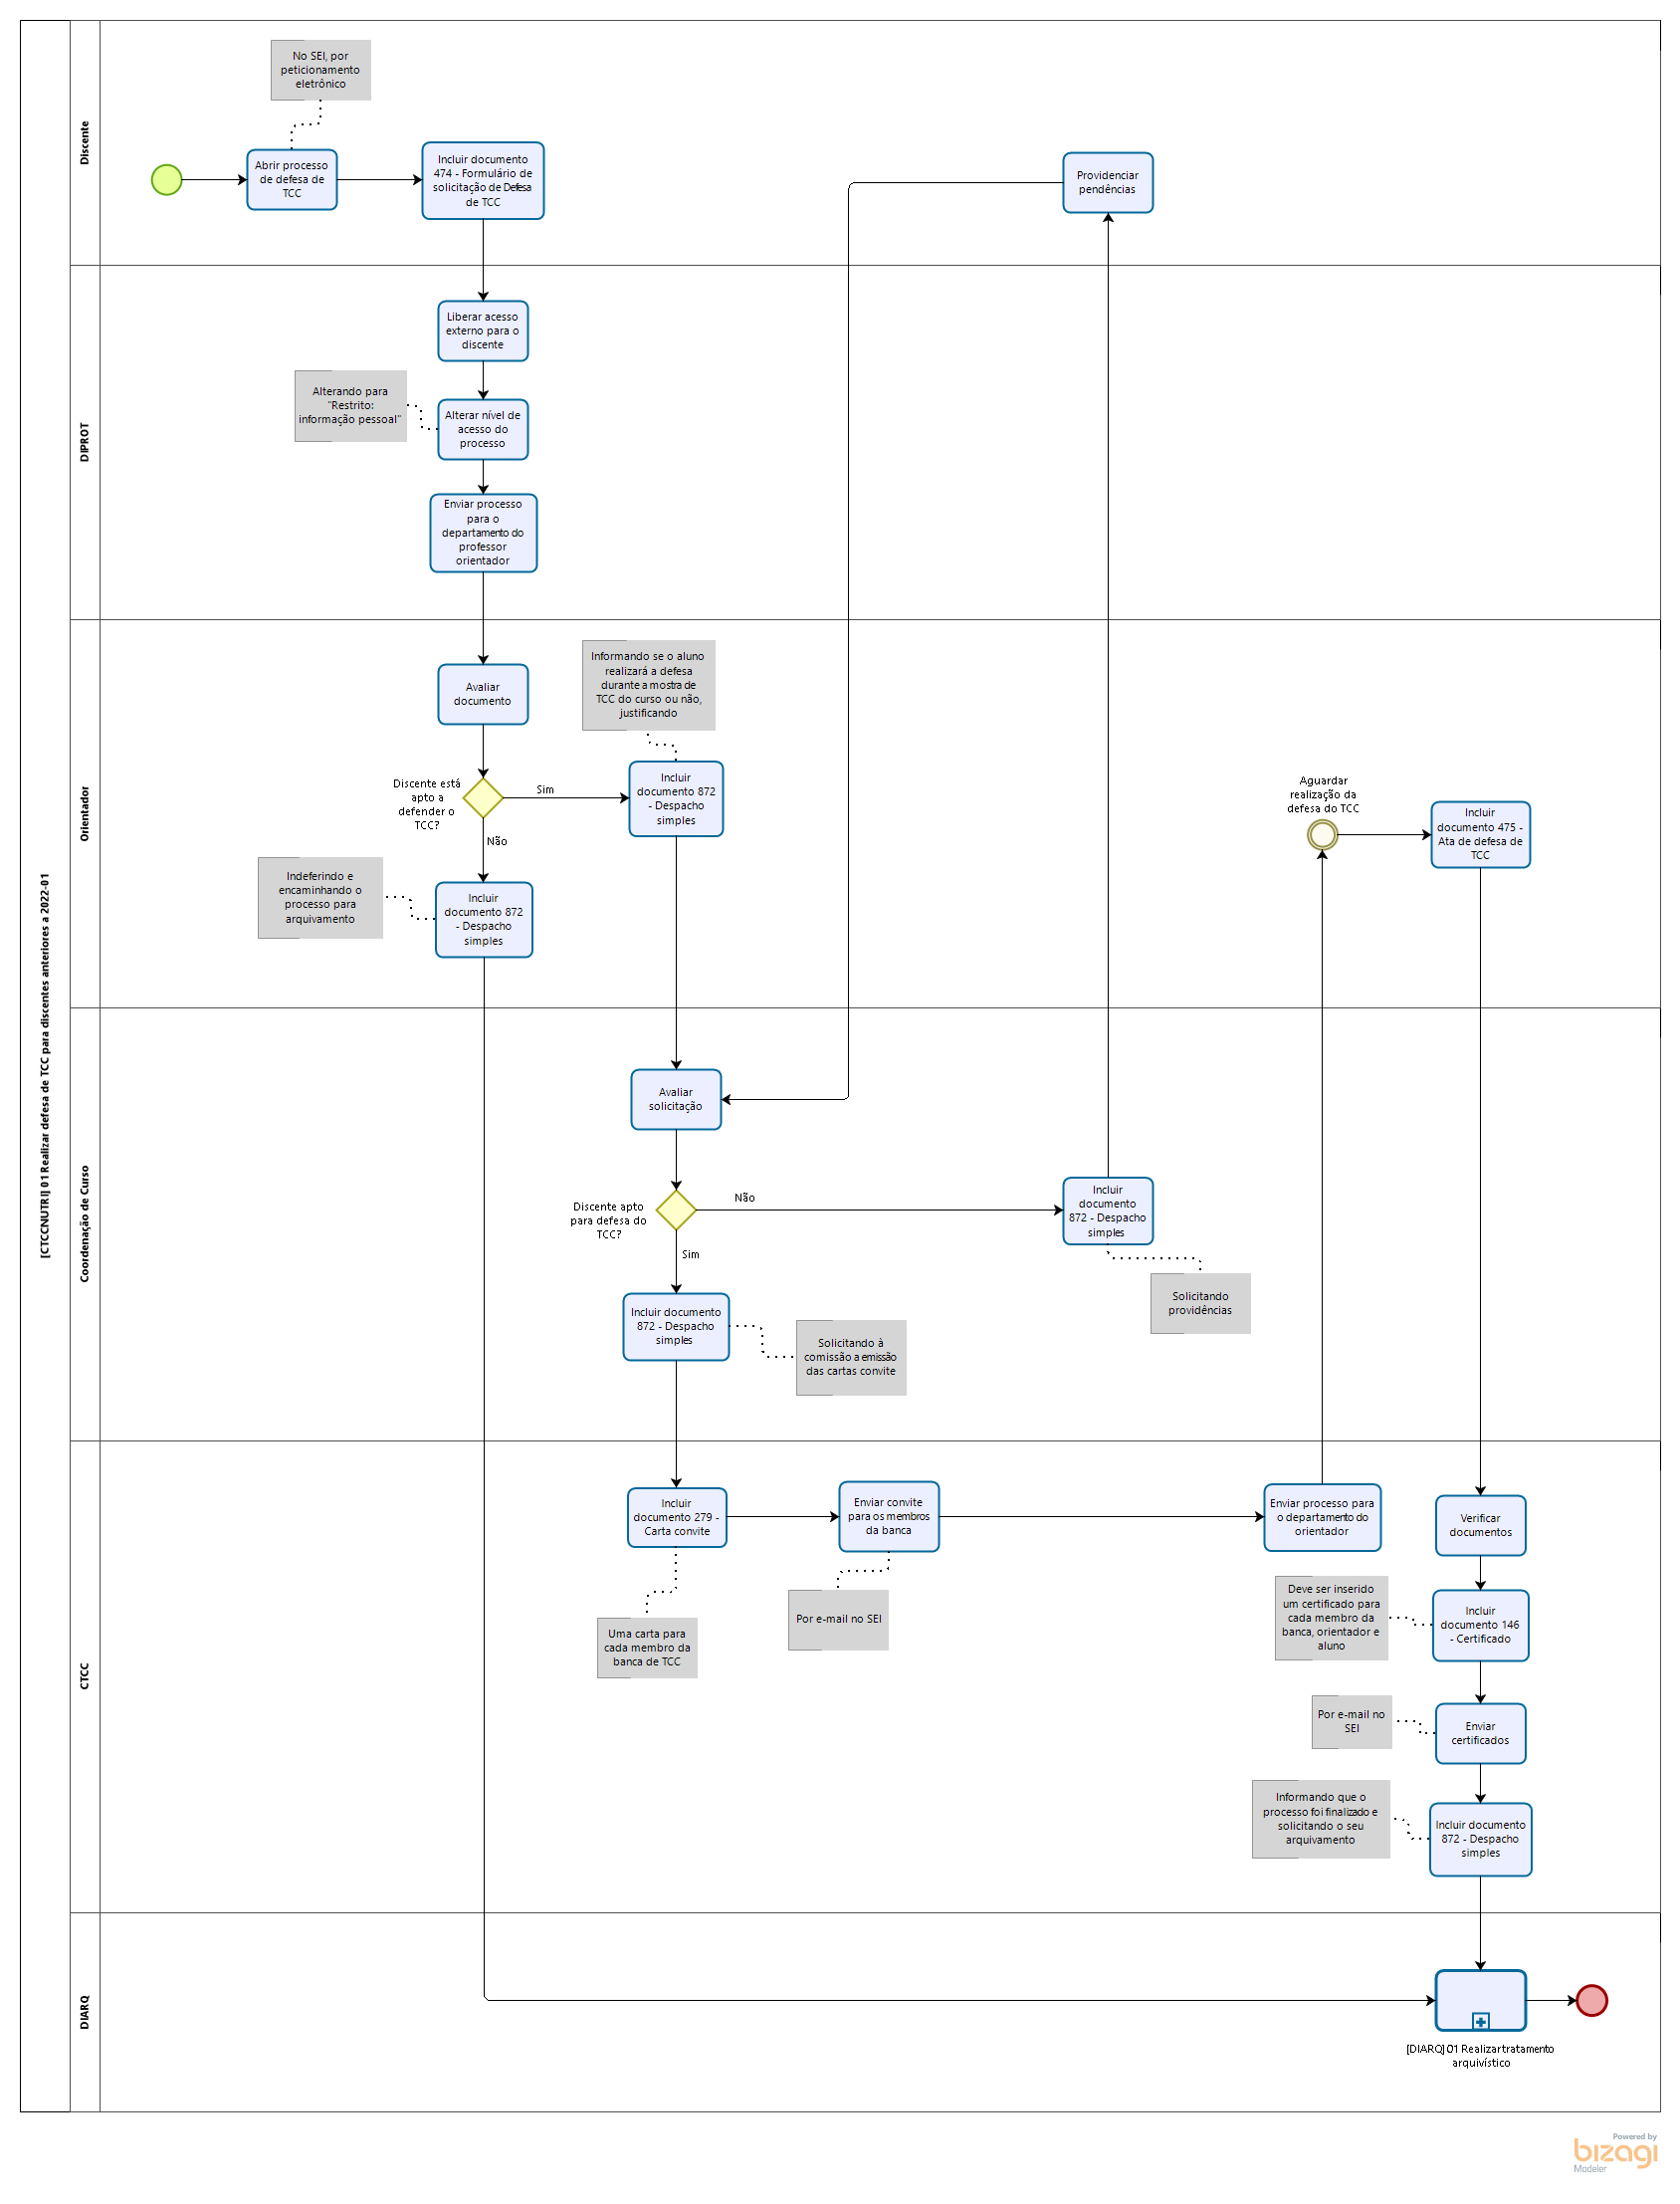 [CTCCNUTRI] 01 Realizar defesa de TCC para discentes anteriores a 2022-01
Discente
No SEI, por
peticionamento
eletrônico
Abrir processo
de defesa de
TCC
Incluir documento
474 - Formulário de
solicitação de Defesa
de TCC
Providenciar
pendências
DIPROT
Liberar acesso
externo para o
discente
Alterando para
"Restrito:
informação pessoal"
Alterar nível de
acesso do
processo
Enviar processo
para o
departamento do
professor
orientador
Orientador
Avaliar
documento
Informando se o aluno
realizará a defesa
durante a mostra de
TCC do curso ou não,
justificando
Discente está
apto a
defender o
TCC?
Sim
Incluir
documento 872
- Despacho
simples
Não
Indeferindo e
encaminhando o
processo para
arquivamento
Incluir
documento 872
- Despacho
simples
Aguardar
realização da
defesa do TCC
Incluir
documento 475 -
Ata de defesa de
TCC
Coordenação de Curso
Avaliar
solicitação
Discente apto
para defesa do
TCC?
Não
Sim
Incluir
documento
872 - Despacho
simples
Solicitando
providências
Incluir documento
872 - Despacho
simples
Solicitando à
comissão a emissão
das cartas convite
CTCC
Incluir
documento 279 -
Carta convite
Uma carta para
cada membro da
banca de TCC
Enviar convite
para os membros
da banca
Por e-mail no SEI
Enviar processo para
o departamento do
orientador
Verificar
documentos
Deve ser inserido
um certificado para
cada membro da
banca, orientador e
aluno
Incluir
documento 146
- Certificado
Por e-mail no
SEI
Enviar
certificados
Informando que o
processo foi finalizado e
solicitando o seu
arquivamento
Incluir documento
872 - Despacho
simples
DIARQ
[DIARQ] 01 Realizar tratamento
arquivístico
Powered by
bizagi
Modeler